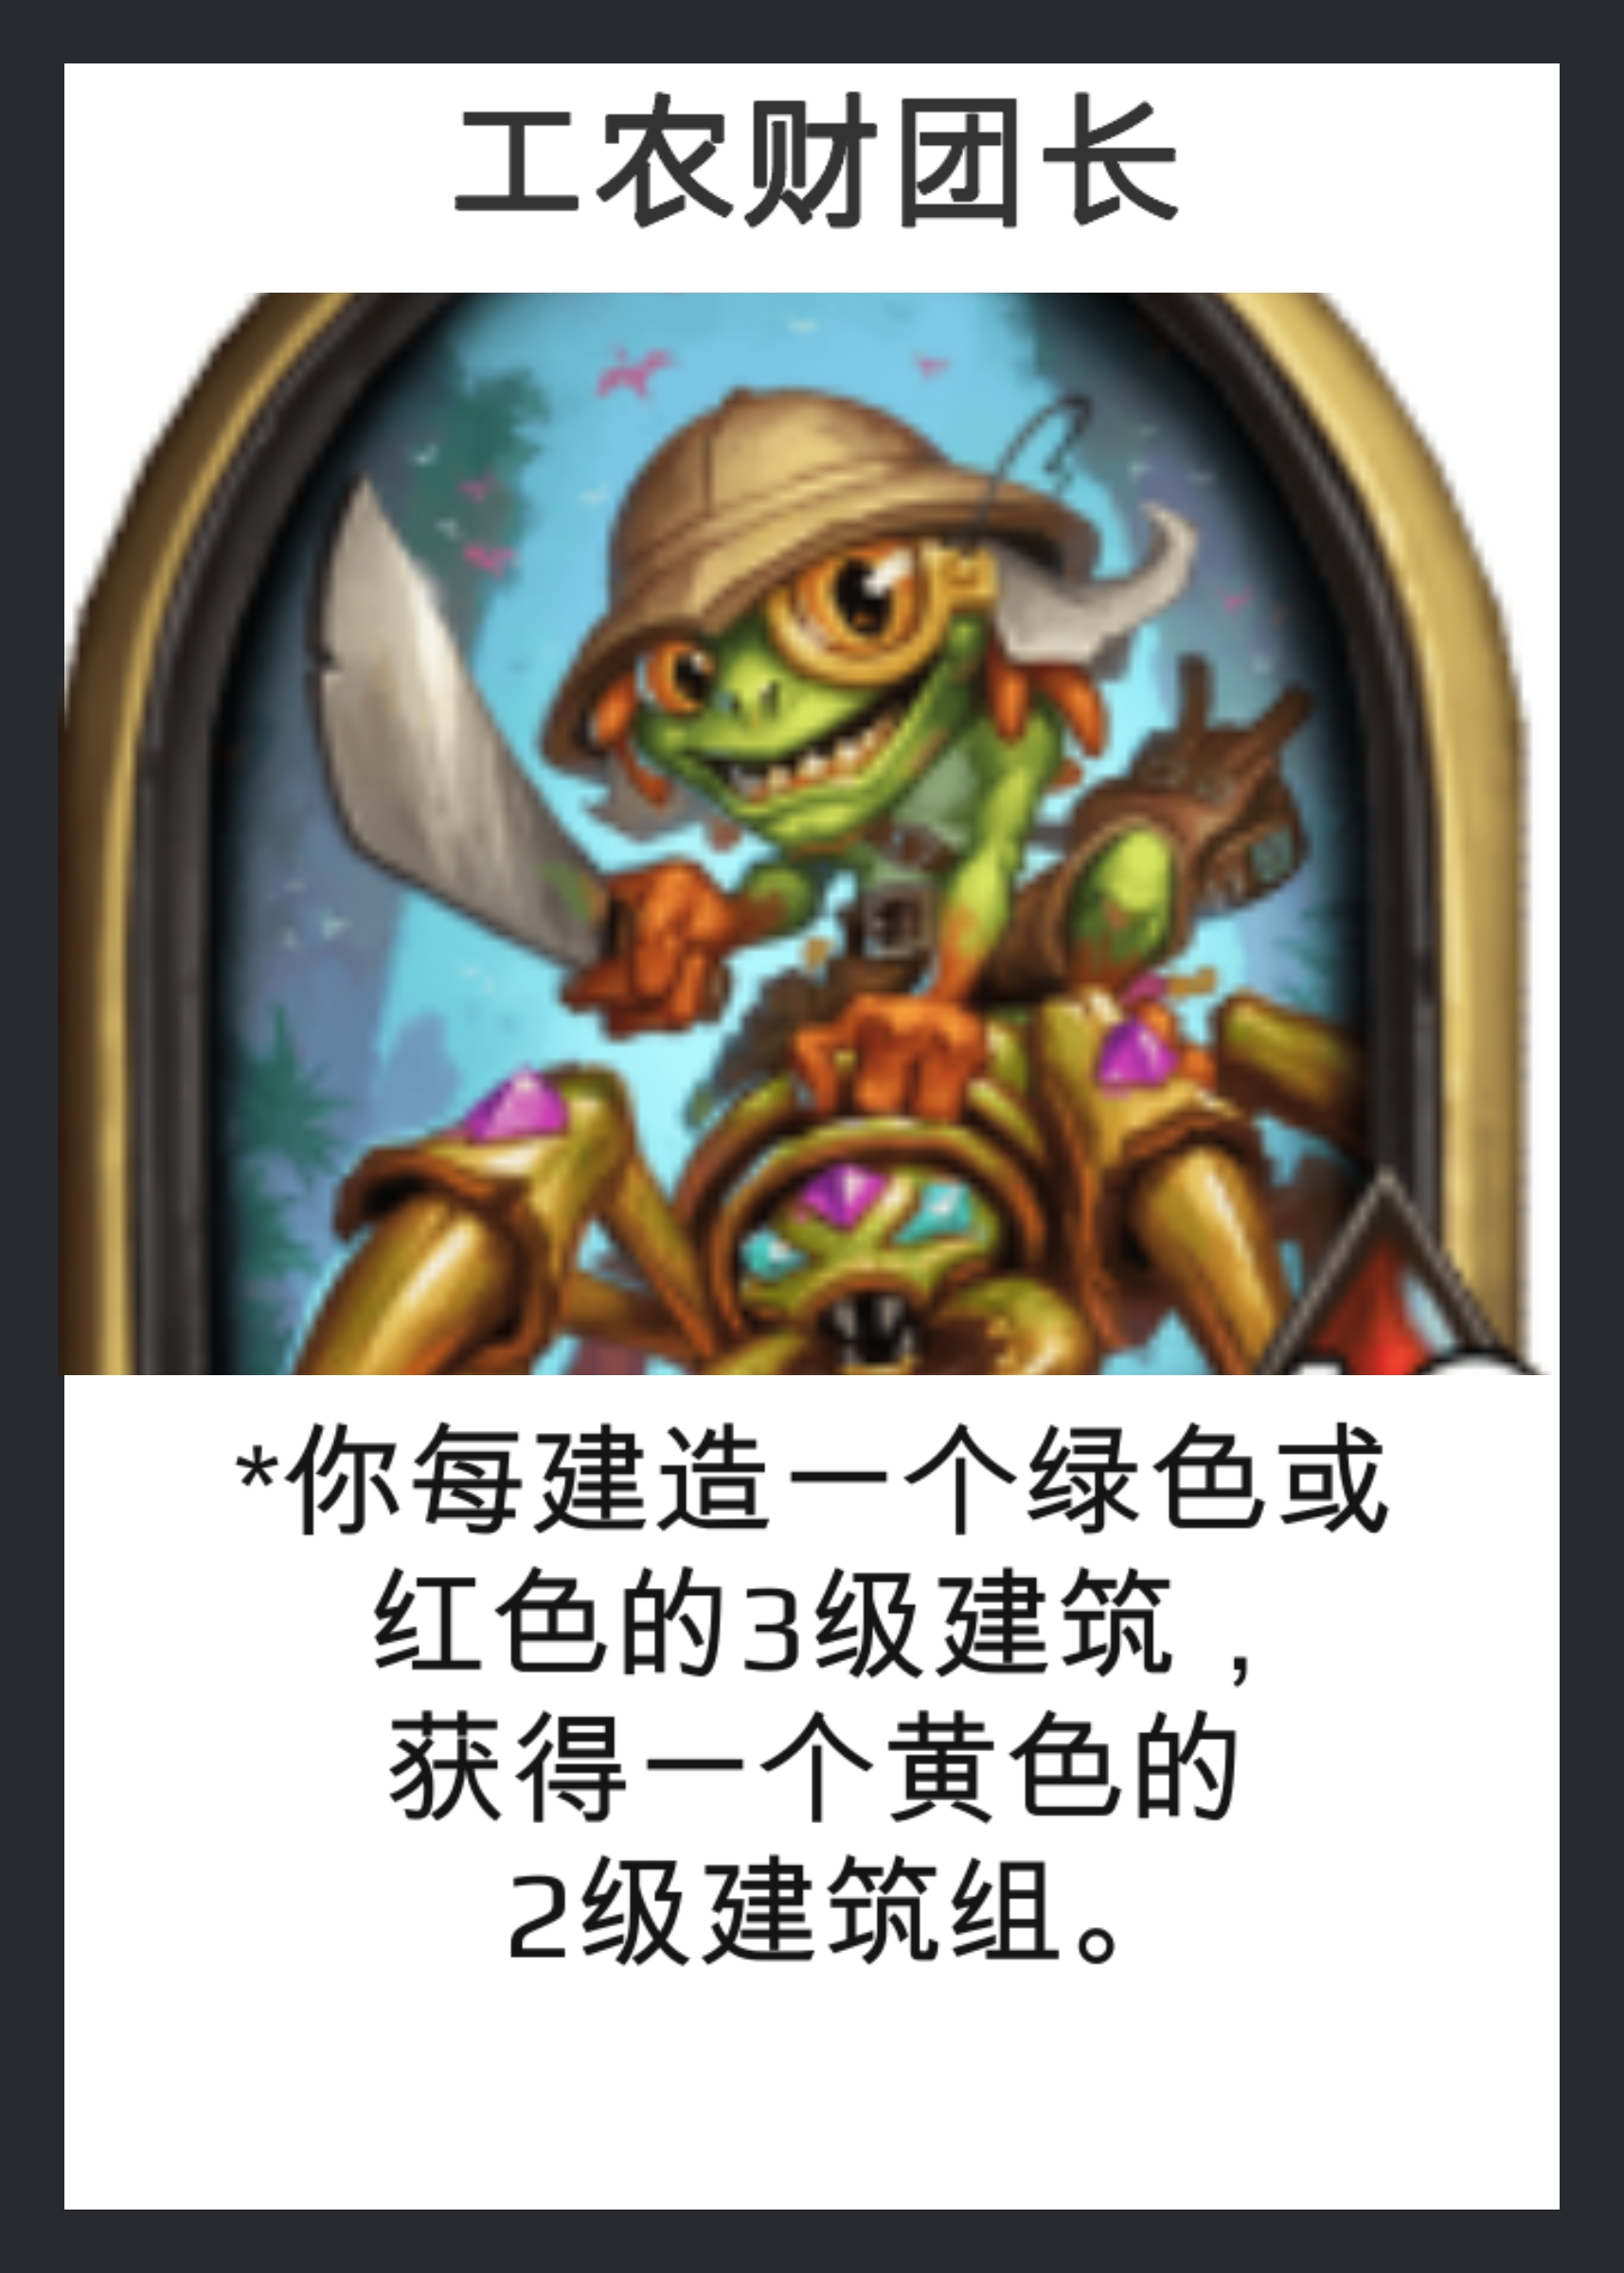 工农财团长
*你每建造一个绿色或
红色的3级建筑，
获得一个黄色的
2级建筑组。